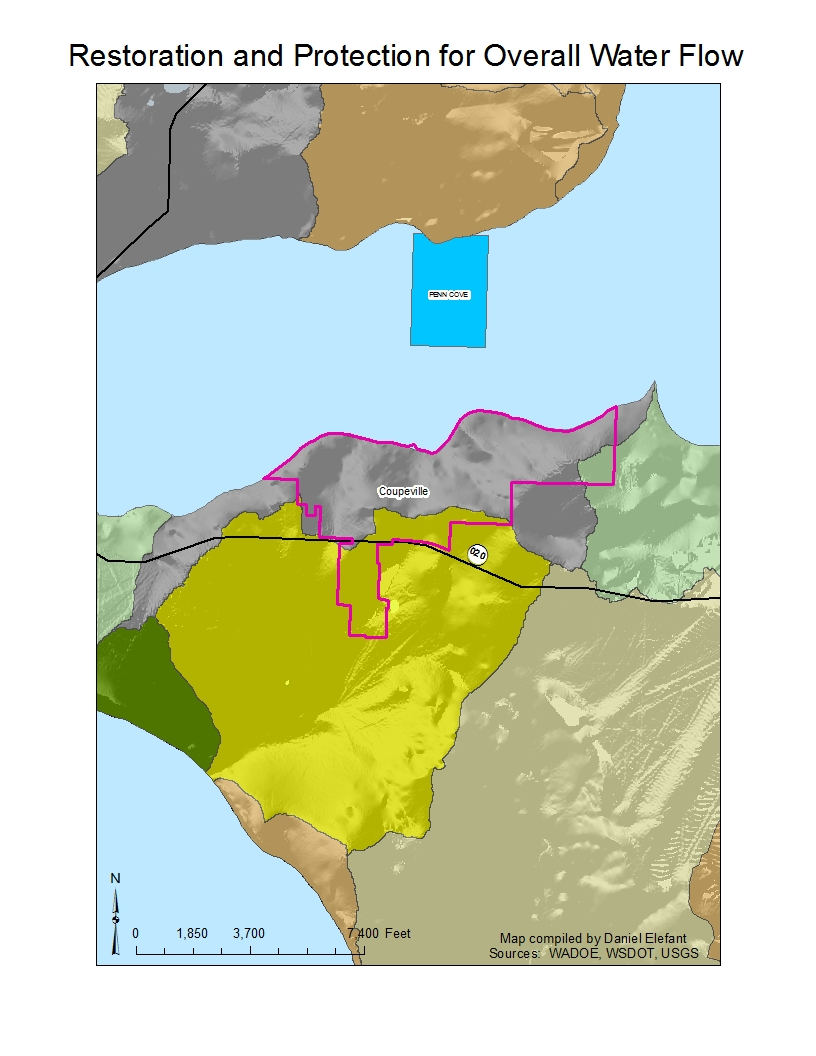 Restoration and Protection for Overall Water Flow
PENN COVE
Coupeville
020
N
0 1,850 3,700 7,400 Feet
Map compiled by Daniel Elefant
Sources: WADOE, WSDOT, USGS